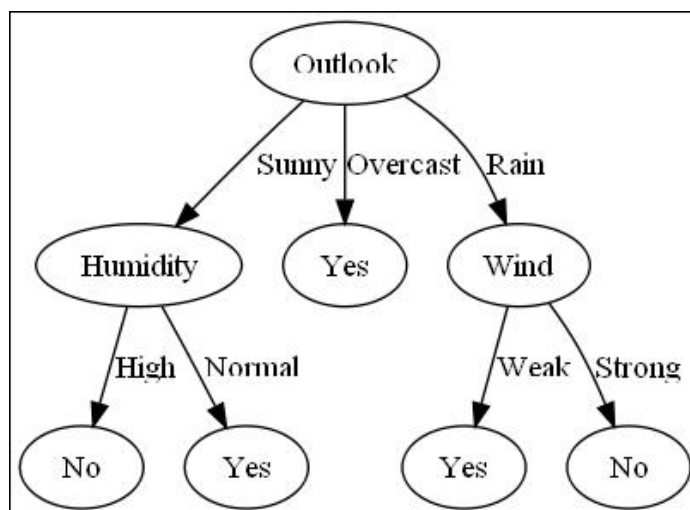 Outlook
Sunny Overcast Rain
Humidity Yes Wind
High Normal Weak Strong
No Yes Yes No